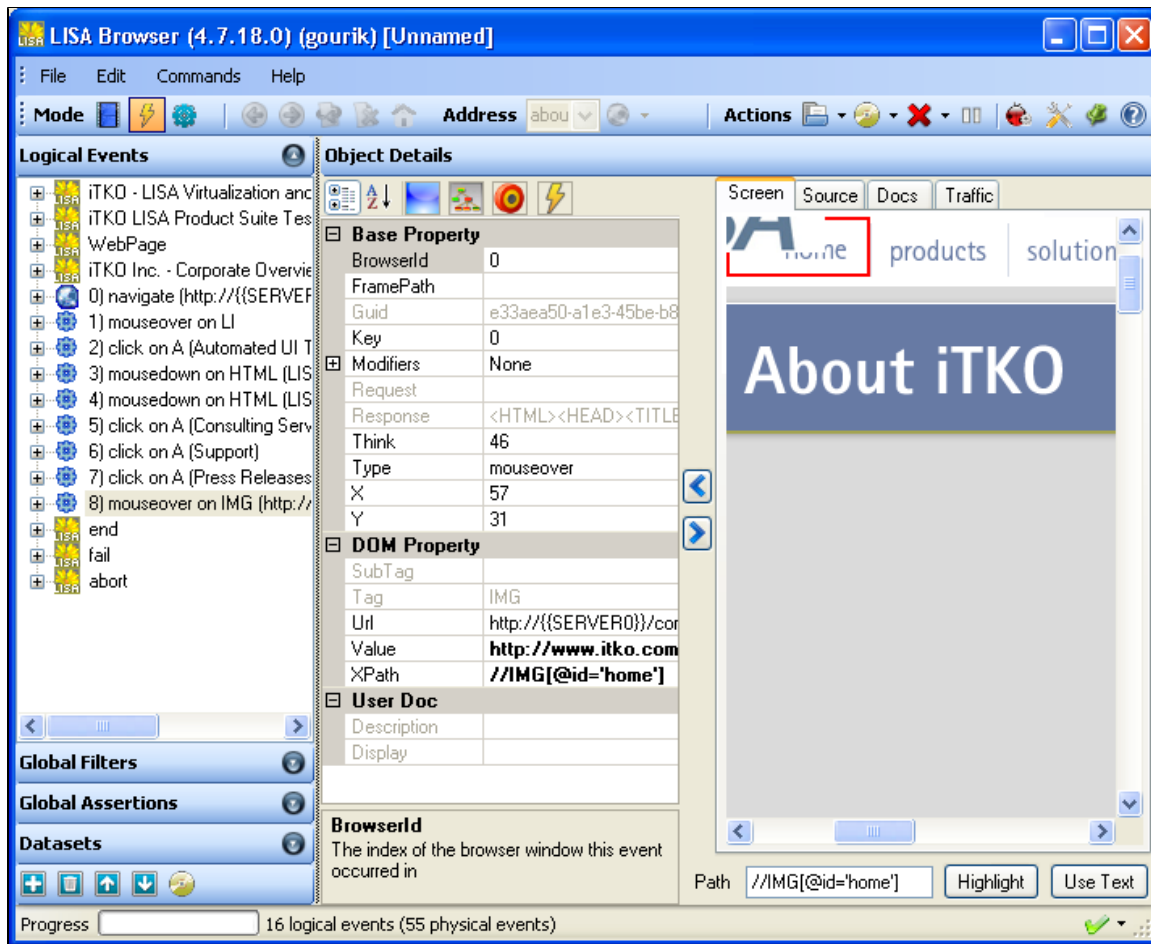 LISA Browser (4.7.18.0) (gourik) [Unnamed]
File Edit Commands Help
Mode Address abou Actions
Logical Events
iTKO - LISA Virtualization and
iTKO LISA Product Suite Tes
WebPage
iTKO Inc. - Corporate Overvie
0) navigate (http://{{SERVER
1) mouseover on LI
2) click on A (Automated UI T
3) mousedown on HTML (LIS
4) mousedown on HTML (LIS
5) click on A (Consulting Serv
6) click on A (Support)
7) click on A (Press Releases
8) mouseover on IMG (http://
end
fail
abort
Global Filters
Global Assertions
Datasets
Object Details
Base Property
BrowserId 0
FramePath
Guid e33aea50-a1e3-45be-b8
Key 0
Modifiers None
Request
Response <HTML><HEAD><TITLE
Think 46
Type mouseover
X 57
Y 31
DOM Property
SubTag
Tag IMG
Url http://{{SERVER0}}/cor
Value http://www.itko.com
XPath //IMG[@id='home']
User Doc
Description
Display
BrowserId
The index of the browser window this event
occurred in
Screen Source Docs Traffic
home products solution
About iTKO
Path //IMG[@id='home'] Highlight Use Text
Progress 16 logical events (55 physical events)